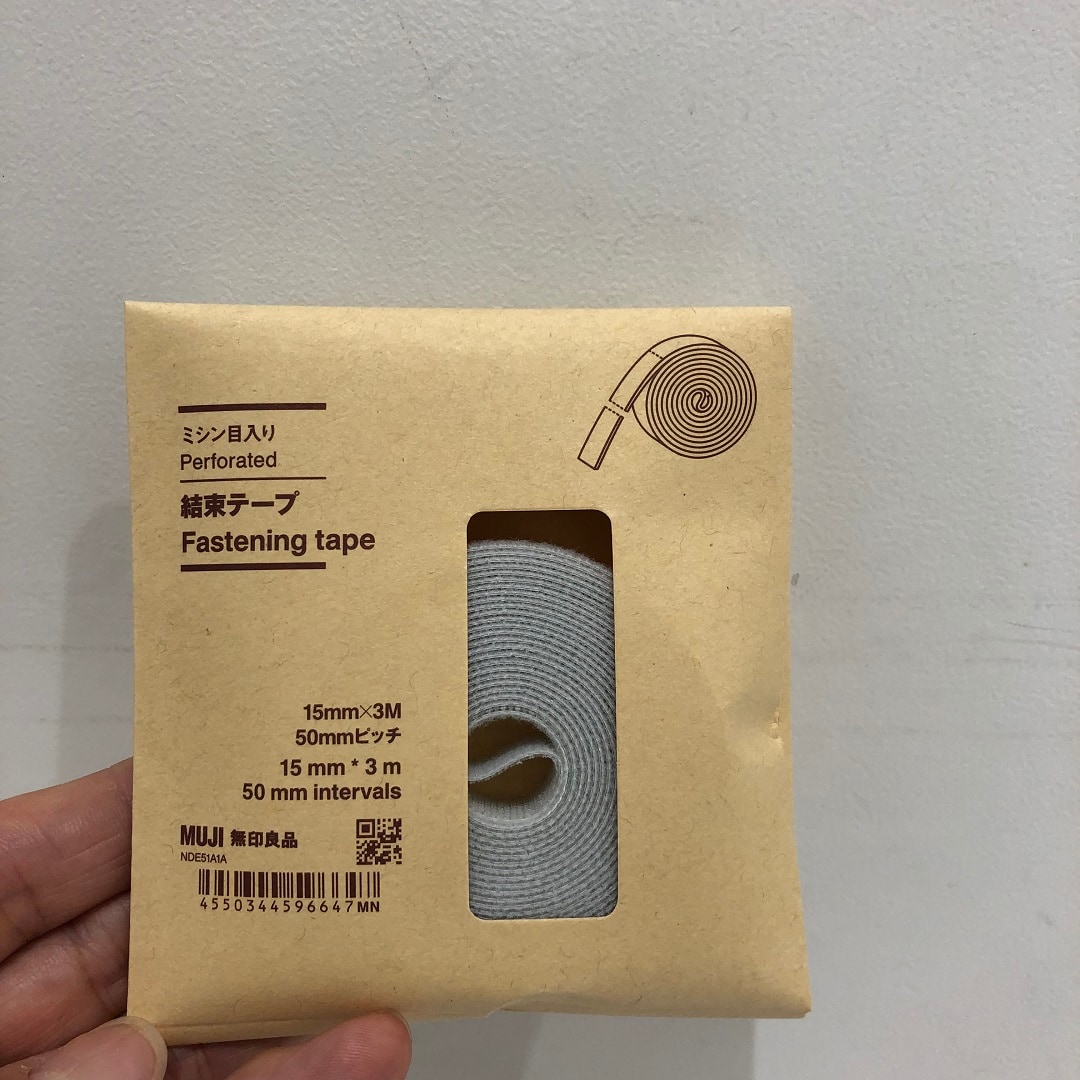 ミシン目入り
Perforated
結束テープ
Fastening tape
15mm×3M
50mmピッチ
15 mm * 3 m
50 mm intervals
MUJI 無印良品
NDE51A1A
4550344596647MN